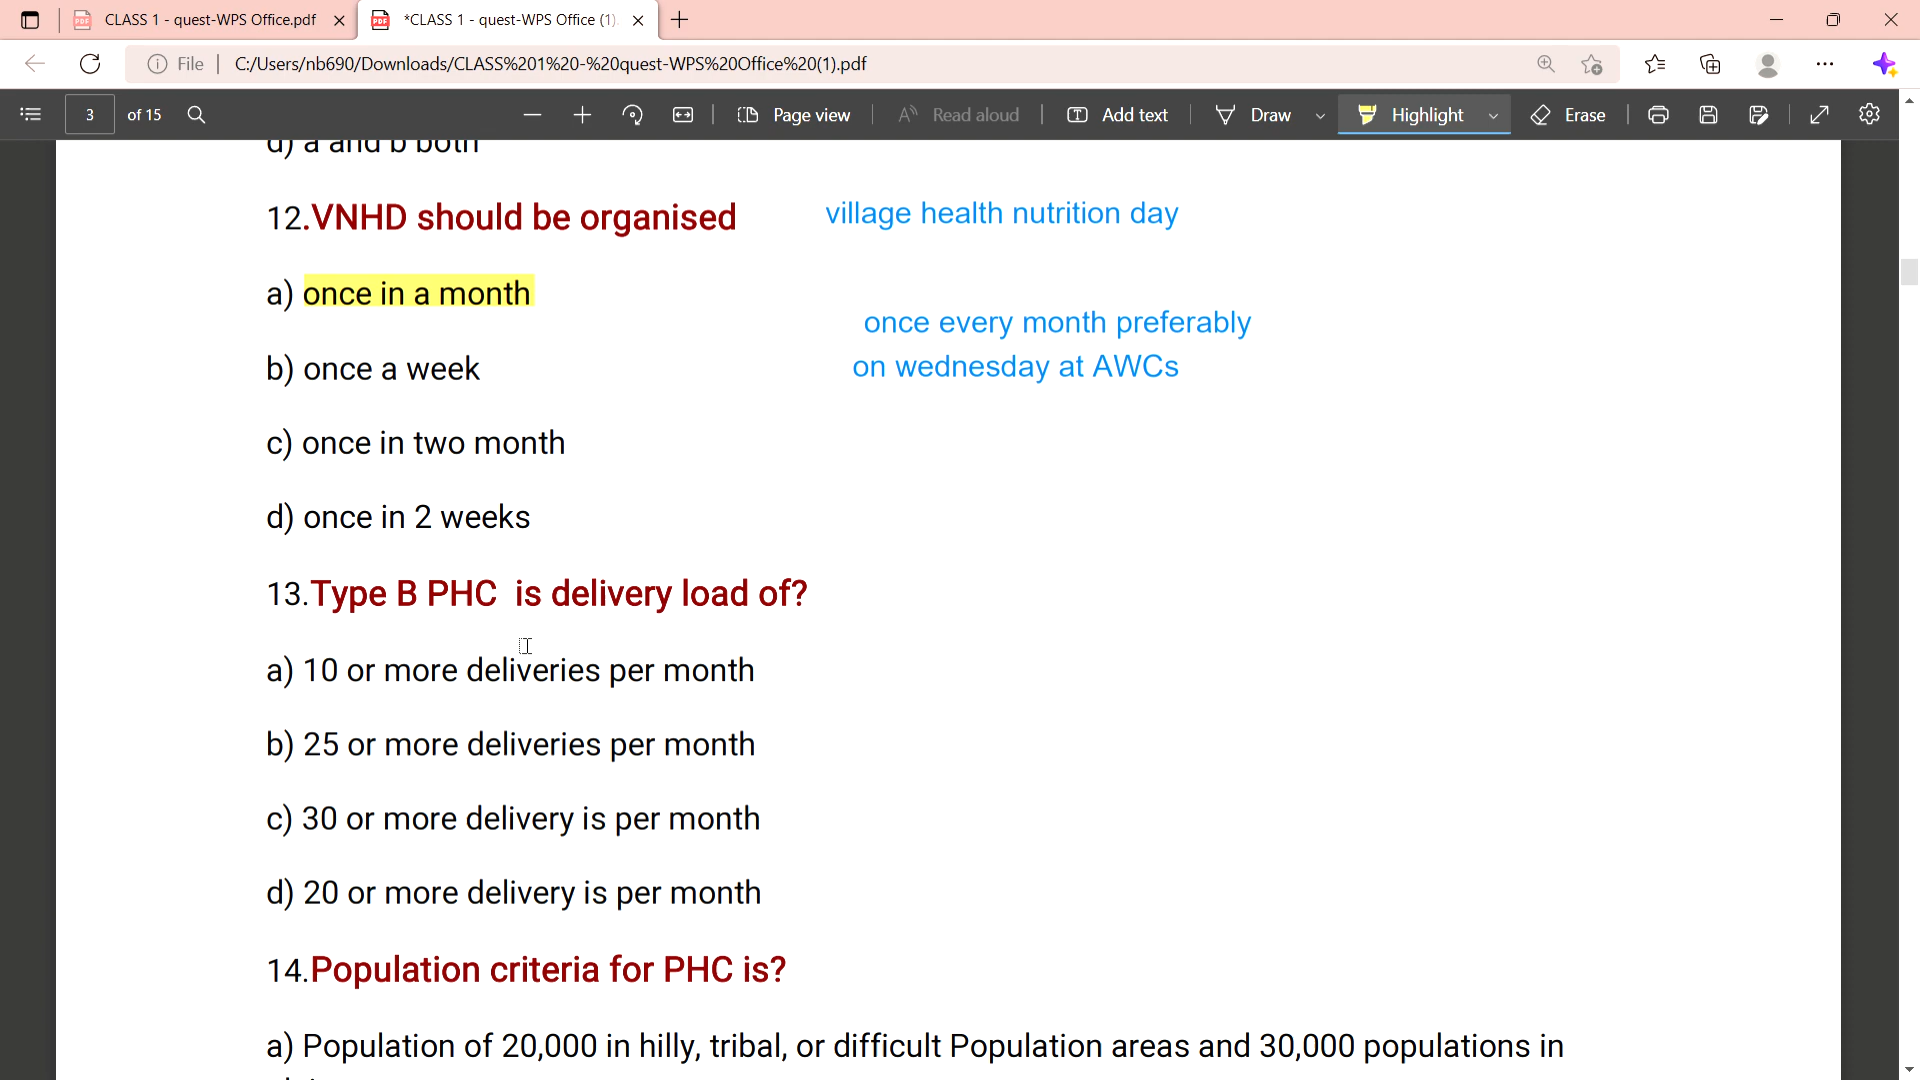 CLASS 1 - quest-WPS Office.pdf
*CLASS 1 - quest-WPS Office (1).
File
C:/Users/nb690/Downloads/CLASS%201%20-%20quest-WPS%20Office%20(1).pdf
3 of 15
Page view
Read aloud
Add text
Draw
Highlight
Erase
d) a and b both
12.VNHD should be organised
village health nutrition day
a) once in a month
once every month preferably
on wednesday at AWCs
b) once a week
c) once in two month
d) once in 2 weeks
13.Type B PHC is delivery load of?
a) 10 or more deliveries per month
b) 25 or more deliveries per month
c) 30 or more delivery is per month
d) 20 or more delivery is per month
14.Population criteria for PHC is?
a) Population of 20,000 in hilly, tribal, or difficult Population areas and 30,000 populations in